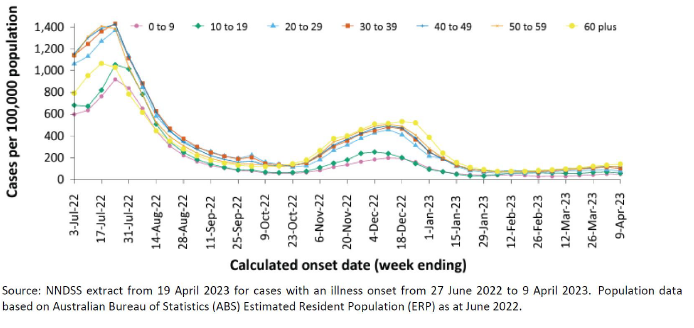 0 to 9 10 to 19 20 to 29 30 to 39 40 to 49 50 to 59 60 plus
Cases per 100,000 population
1,400
1,200
1,000
800
600
400
200
0
3-Jul-22 17-Jul-22 31-Jul-22 14-Aug-22 28-Aug-22 11-Sep-22 25-Sep-22 9-Oct-22 23-Oct-22 6-Nov-22 20-Nov-22 4-Dec-22 18-Dec-22 1-Jan-23 15-Jan-23 29-Jan-23 12-Feb-23 26-Feb-23 12-Mar-23 26-Mar-23 9-Apr-23
Calculated onset date (week ending)
Source: NNDSS extract from 19 April 2023 for cases with an illness onset from 27 June 2022 to 9 April 2023. Population data
based on Australian Bureau of Statistics (ABS) Estimated Resident Population (ERP) as at June 2022.